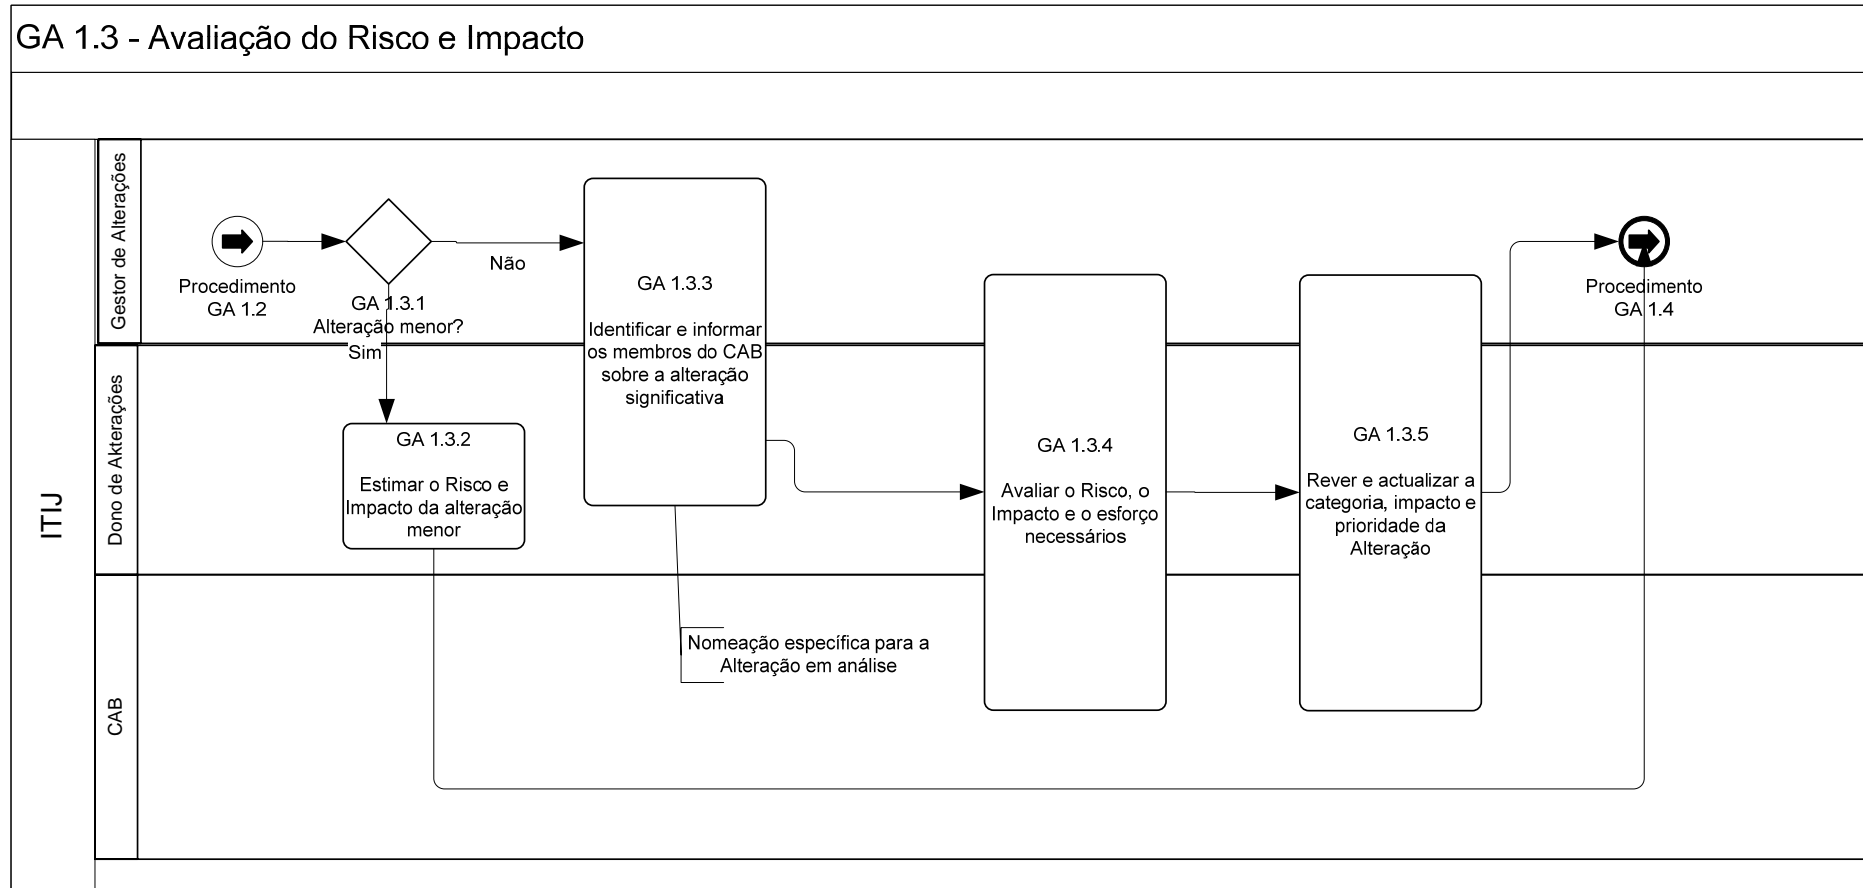 GA 1.3 - Avaliação do Risco e Impacto
ITIJ
Gestor de Alterações
Procedimento
GA 1.2
GA 1.3.1
Alteração menor?
Sim
Não
GA 1.3.3
Identificar e informar
os membros do CAB
sobre a alteração
significativa
Procedimento
GA 1.4
Dono de Akterações
GA 1.3.2
Estimar o Risco e
Impacto da alteração
menor
GA 1.3.4
Avaliar o Risco, o
Impacto e o esforço
necessários
GA 1.3.5
Rever e actualizar a
categoria, impacto e
prioridade da
Alteração
CAB
Nomeação específica para a
Alteração em análise